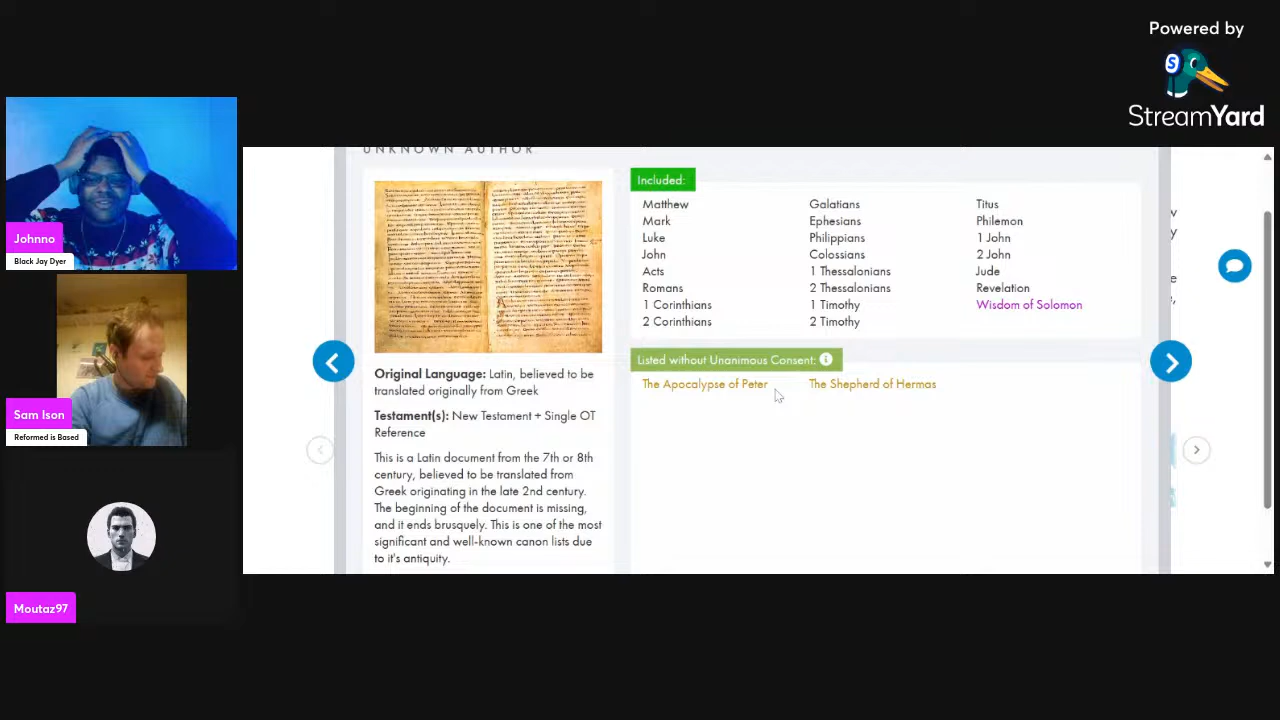 Powered by
S
StreamYard
Johnno
Black Jay Dyer
Sam Ison
Reformed is Based
Moutaz97
UNKNOWN AUTHOR
Original Language: Latin, believed to be
translated originally from Greek
Testament(s): New Testament + Single OT
Reference
This is a Latin document from the 7th or 8th
century, believed to be translated from
Greek originating in the late 2nd century.
The beginning of the document is missing,
and it ends brusquely. This is one of the most
significant and well-known canon lists due
to it's antiquity.
Included:
Matthew
Mark
Luke
John
Acts
Romans
1 Corinthians
2 Corinthians
Galatians
Ephesians
Philippians
Colossians
1 Thessalonians
2 Thessalonians
1 Timothy
2 Timothy
Titus
Philemon
1 John
2 John
Jude
Revelation
Wisdom of Solomon
Listed without Unanimous Consent:
The Apocalypse of Peter
The Shepherd of Hermas